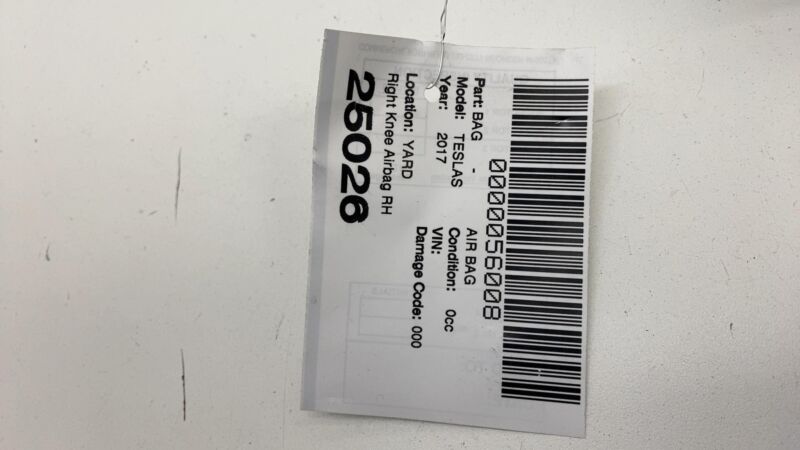 0000056008
Part: BAG - AIR BAG
Model: TESLAS Condition: 0cc
Year: 2017 VIN:
Damage Code: 000
Location: YARD
Right Knee Airbag RH
25026